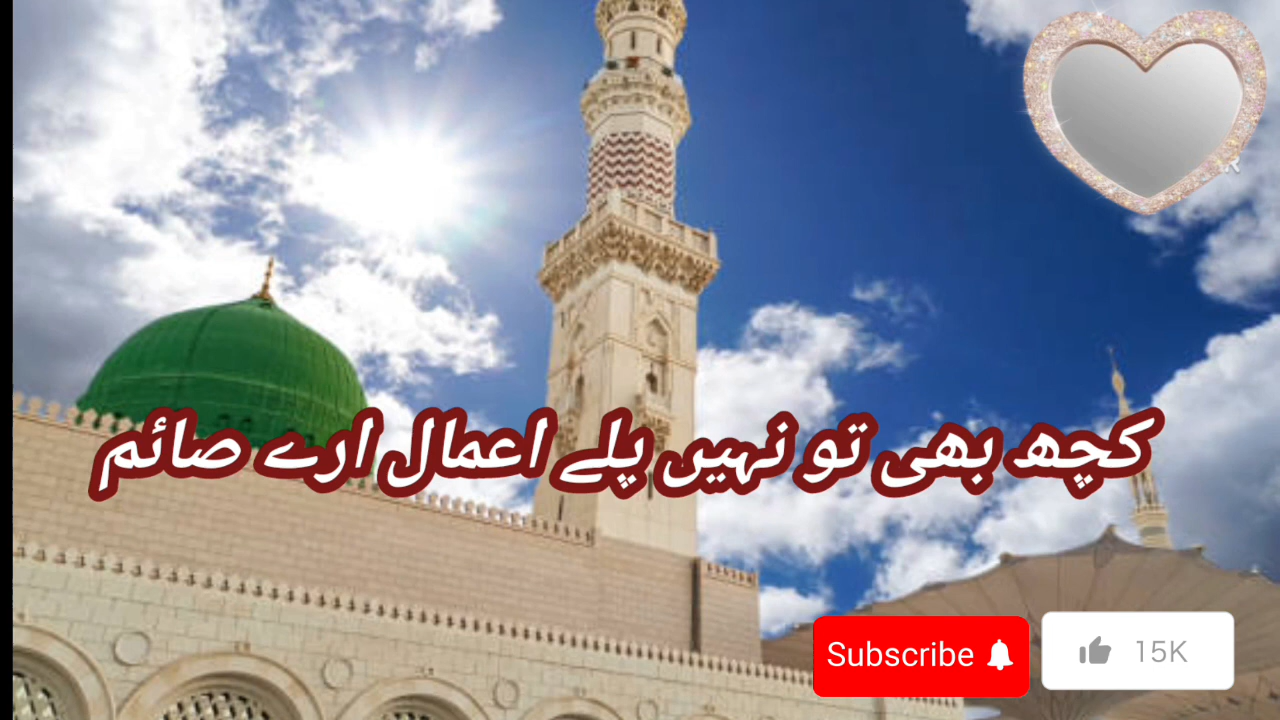 کچھ بھی تو نہیں پلے اعمال ارے صائم
Subscribe
15K